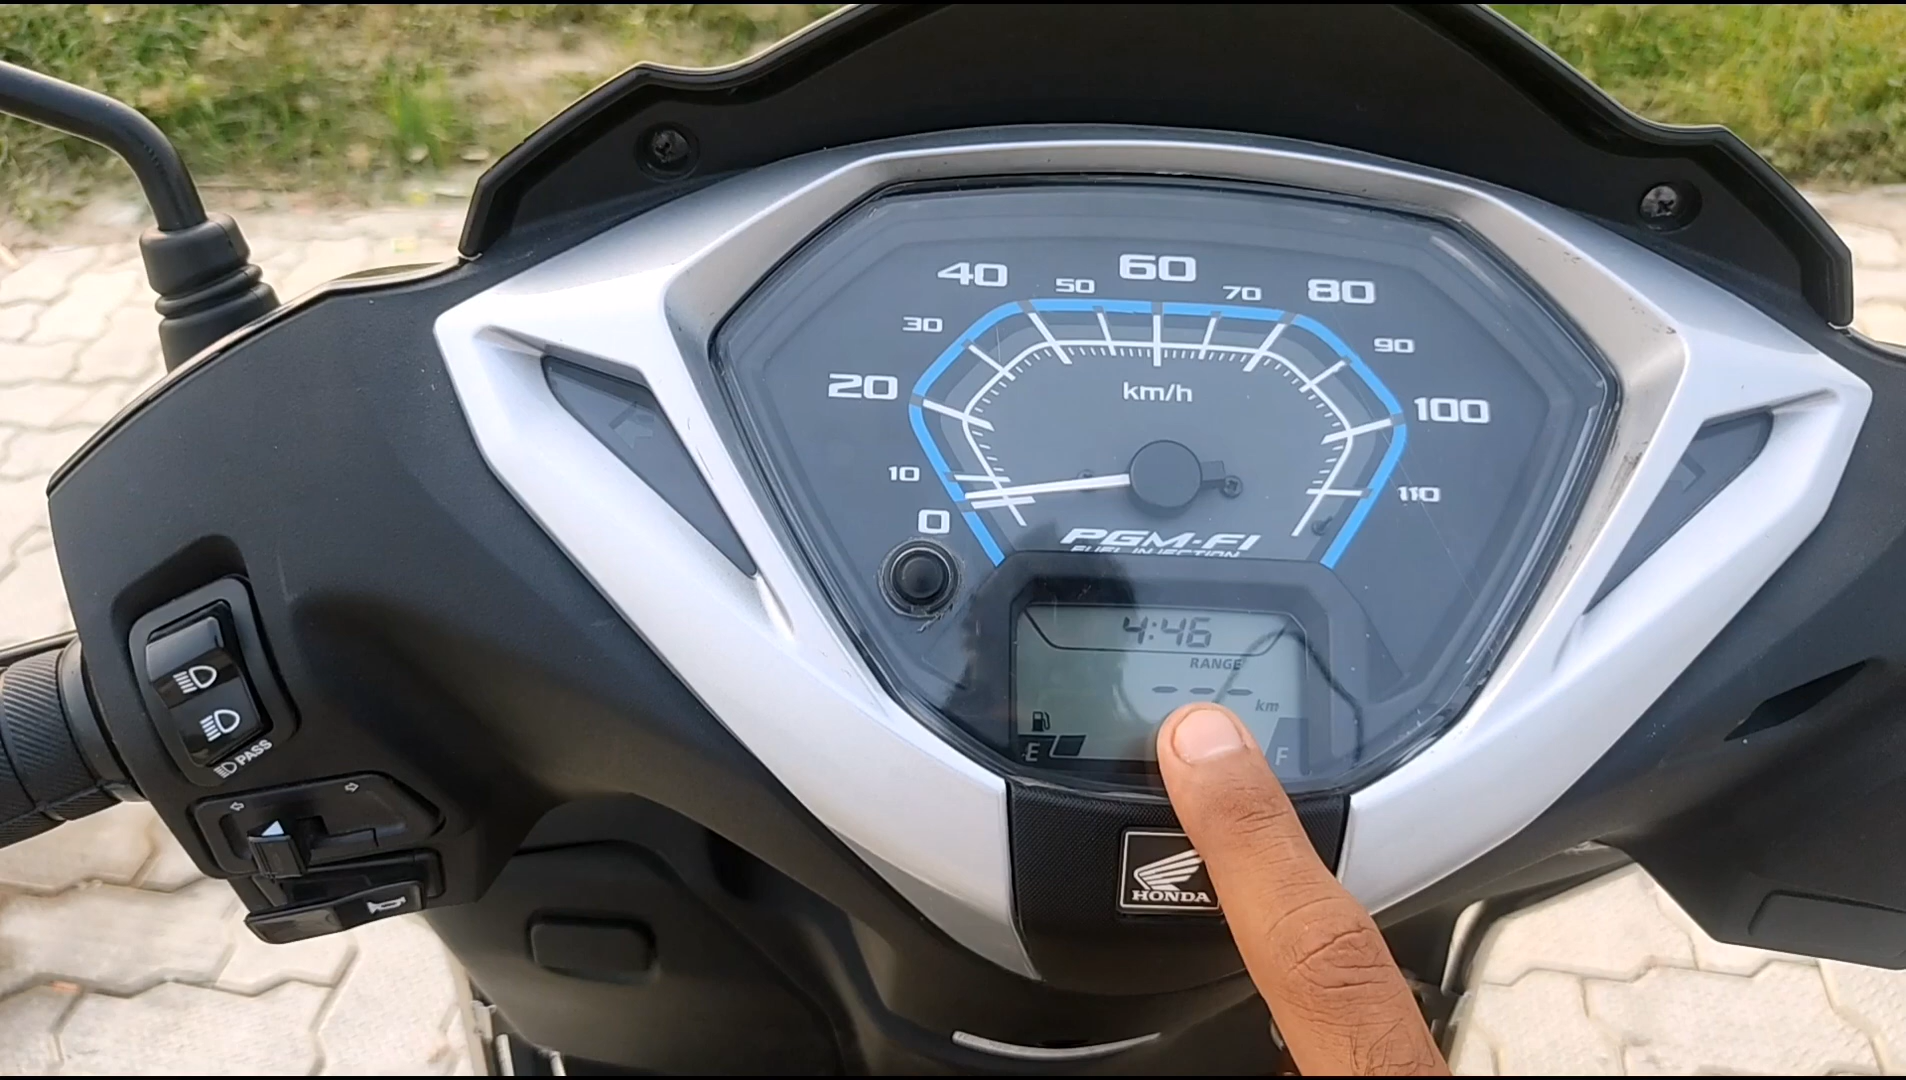 40 50 60 70 80
30 90
20 km/h 100
10 110
0
PGM-FI
FUEL INJECTION
4:46
RANGE
--- km
E F
PASS
HONDA